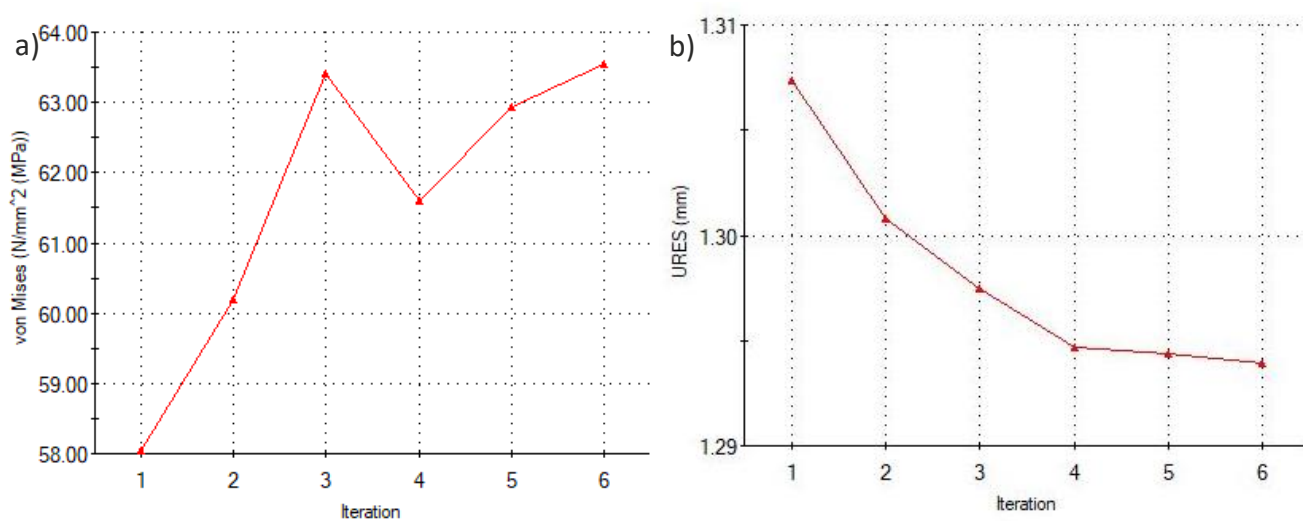 a)
64.00
63.00
62.00
61.00
60.00
59.00
58.00
von Mises (N/mm^2 (MPa))
1 2 3 4 5 6
Iteration
b)
1.31
1.30
1.29
URES (mm)
1 2 3 4 5 6
Iteration